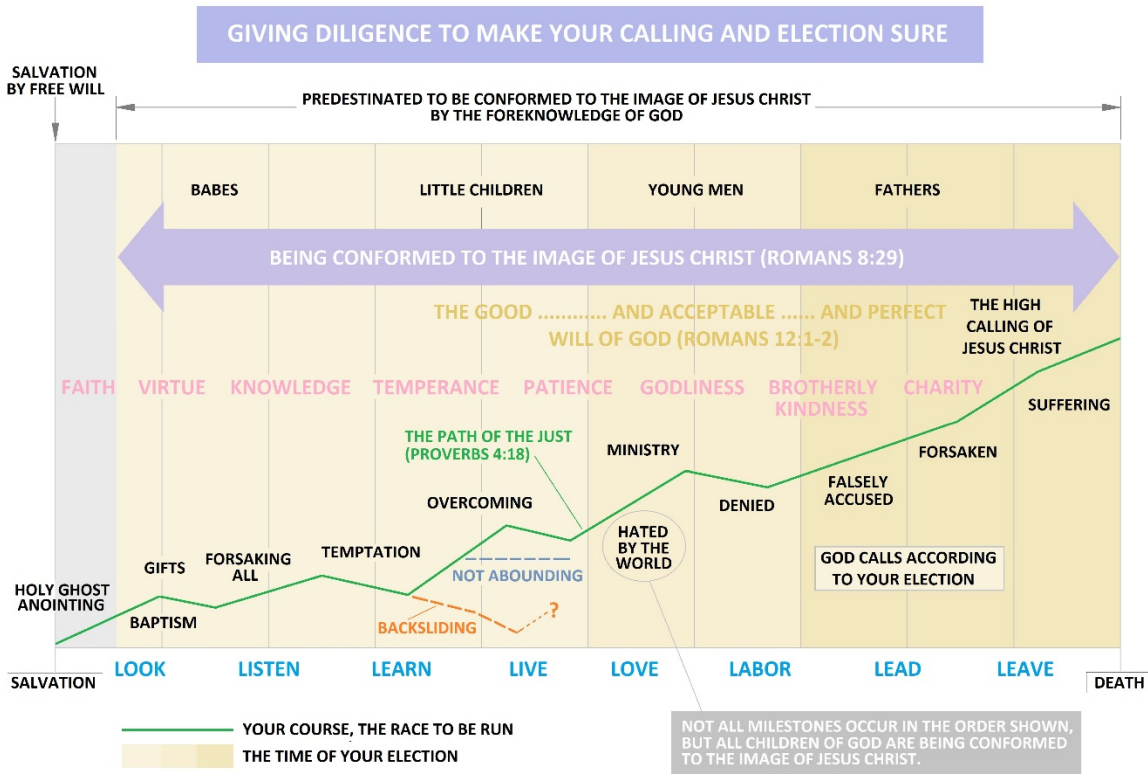 GIVING DILIGENCE TO MAKE YOUR CALLING AND ELECTION SURE
SALVATION
BY FREE WILL
PREDESTINATED TO BE CONFORMED TO THE IMAGE OF JESUS CHRIST
BY THE FOREKNOWLEDGE OF GOD
BABES
LITTLE CHILDREN
YOUNG MEN
FATHERS
BEING CONFORMED TO THE IMAGE OF JESUS CHRIST (ROMANS 8:29)
THE GOOD ............ AND ACCEPTABLE ...... AND PERFECT
WILL OF GOD (ROMANS 12:1-2)
THE HIGH
CALLING OF
JESUS CHRIST
FAITH
VIRTUE
KNOWLEDGE
TEMPERANCE
PATIENCE
GODLINESS
BROTHERLY
KINDNESS
CHARITY
SUFFERING
THE PATH OF THE JUST
(PROVERBS 4:18)
MINISTRY
FORSAKEN
OVERCOMING
DENIED
FALSELY
ACCUSED
HATED
BY THE
WORLD
TEMPTATION
FORSAKING
ALL
GIFTS
NOT ABOUNDING
GOD CALLS ACCORDING
TO YOUR ELECTION
HOLY GHOST
ANOINTING
BAPTISM
BACKSLIDING
?
LOOK
LISTEN
LEARN
LIVE
LOVE
LABOR
LEAD
LEAVE
SALVATION
DEATH
YOUR COURSE, THE RACE TO BE RUN
THE TIME OF YOUR ELECTION
NOT ALL MILESTONES OCCUR IN THE ORDER SHOWN,
BUT ALL CHILDREN OF GOD ARE BEING CONFORMED
TO THE IMAGE OF JESUS CHRIST.